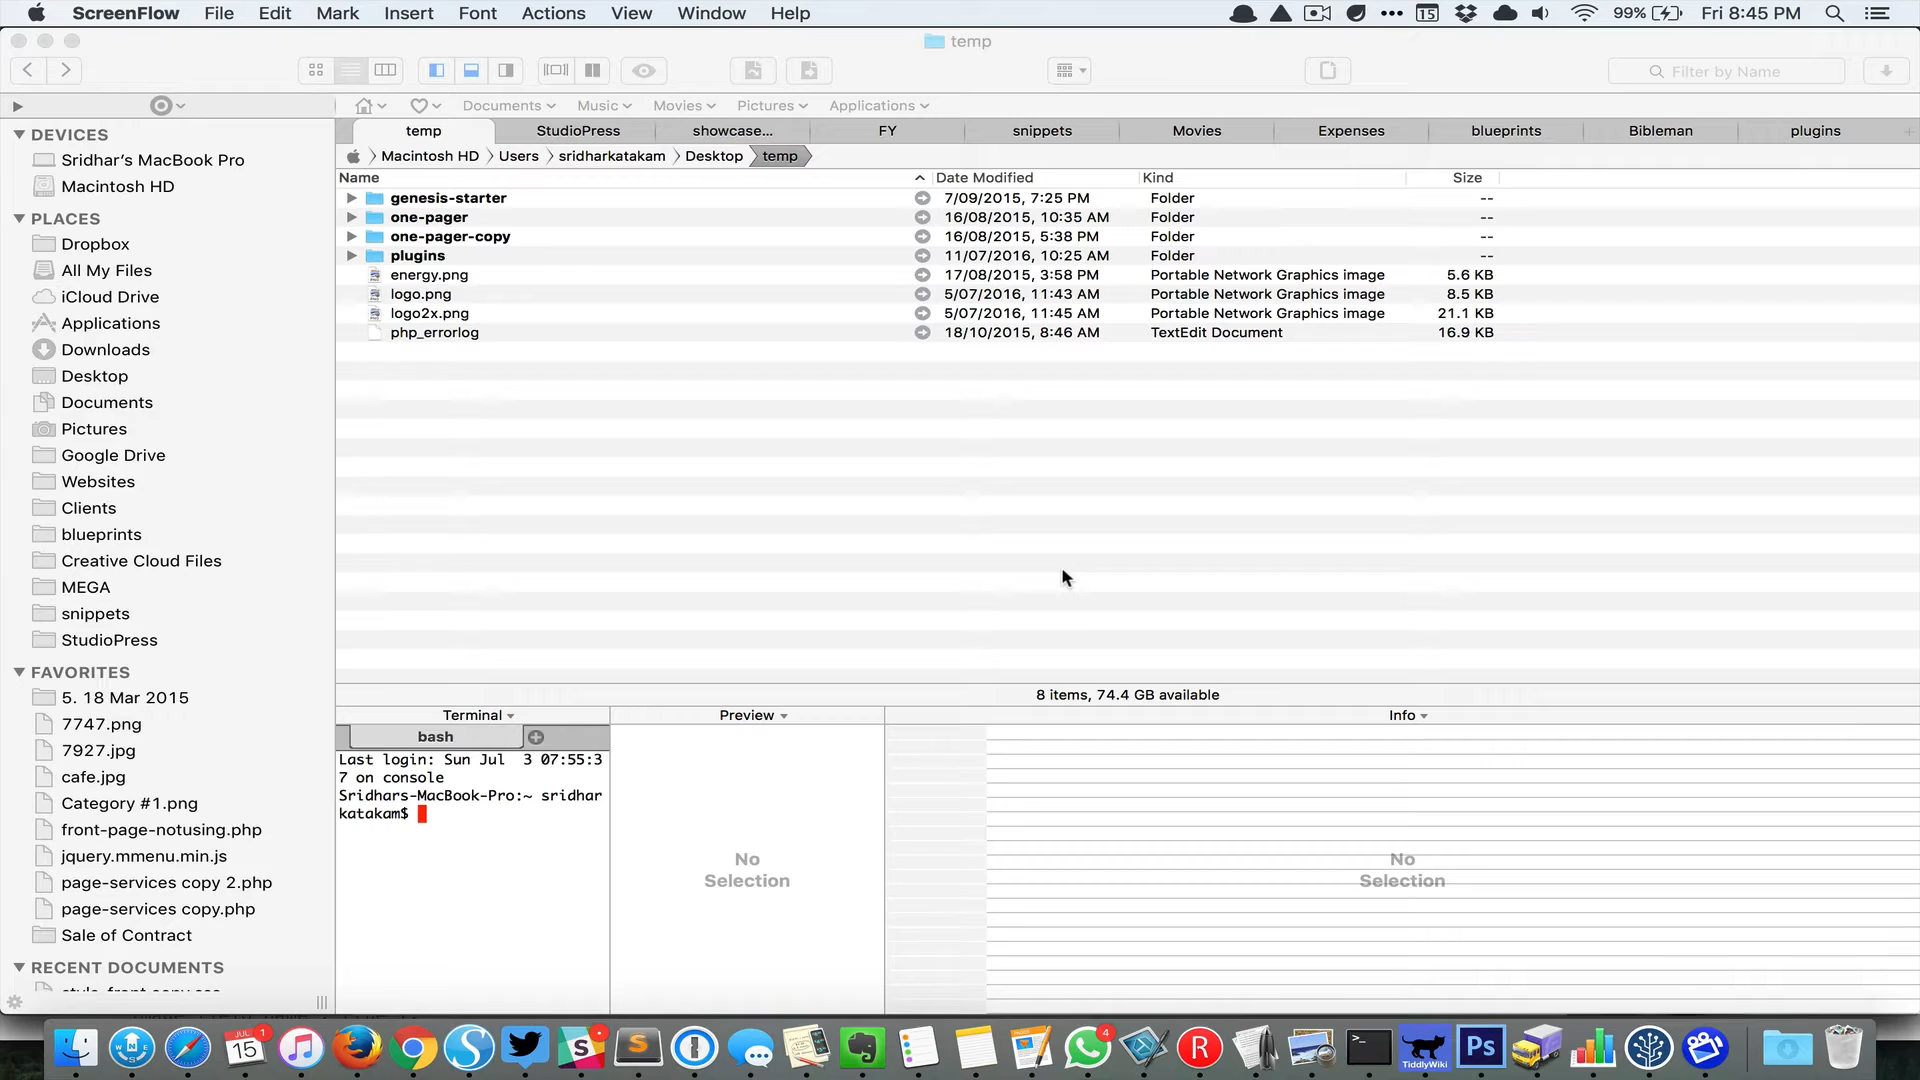 ScreenFlow File Edit Mark Insert Font Actions View Window Help 15 99% Fri 8:45 PM
temp
Filter by Name
Documents Music Movies Pictures Applications
temp StudioPress showcase... FY snippets Movies Expenses blueprints Bibleman plugins
Macintosh HD Users sridharkatakam Desktop temp
Name Date Modified Kind Size
genesis-starter 7/09/2015, 7:25 PM Folder --
one-pager 16/08/2015, 10:35 AM Folder --
one-pager-copy 16/08/2015, 5:38 PM Folder --
plugins 11/07/2016, 10:25 AM Folder --
energy.png 17/08/2015, 3:58 PM Portable Network Graphics image 5.6 KB
logo.png 5/07/2016, 11:43 AM Portable Network Graphics image 8.5 KB
logo2x.png 5/07/2016, 11:45 AM Portable Network Graphics image 21.1 KB
php_errorlog 18/10/2015, 8:46 AM TextEdit Document 16.9 KB
DEVICES
Sridhar's MacBook Pro
Macintosh HD
PLACES
Dropbox
All My Files
iCloud Drive
Applications
Downloads
Desktop
Documents
Pictures
Google Drive
Websites
Clients
blueprints
Creative Cloud Files
MEGA
snippets
StudioPress
FAVORITES
5. 18 Mar 2015
7747.png
7927.jpg
cafe.jpg
Category #1.png
front-page-notusing.php
jquery.mmenu.min.js
page-services copy 2.php
page-services copy.php
Sale of Contract
RECENT DOCUMENTS
8 items, 74.4 GB available
Terminal Preview Info
bash
Last login: Sun Jul  3 07:55:3
7 on console
Sridhars-MacBook-Pro:~ sridhar
katakam$
No
Selection
No
Selection
JUL 1
15
4
TiddlyWiki
Ps